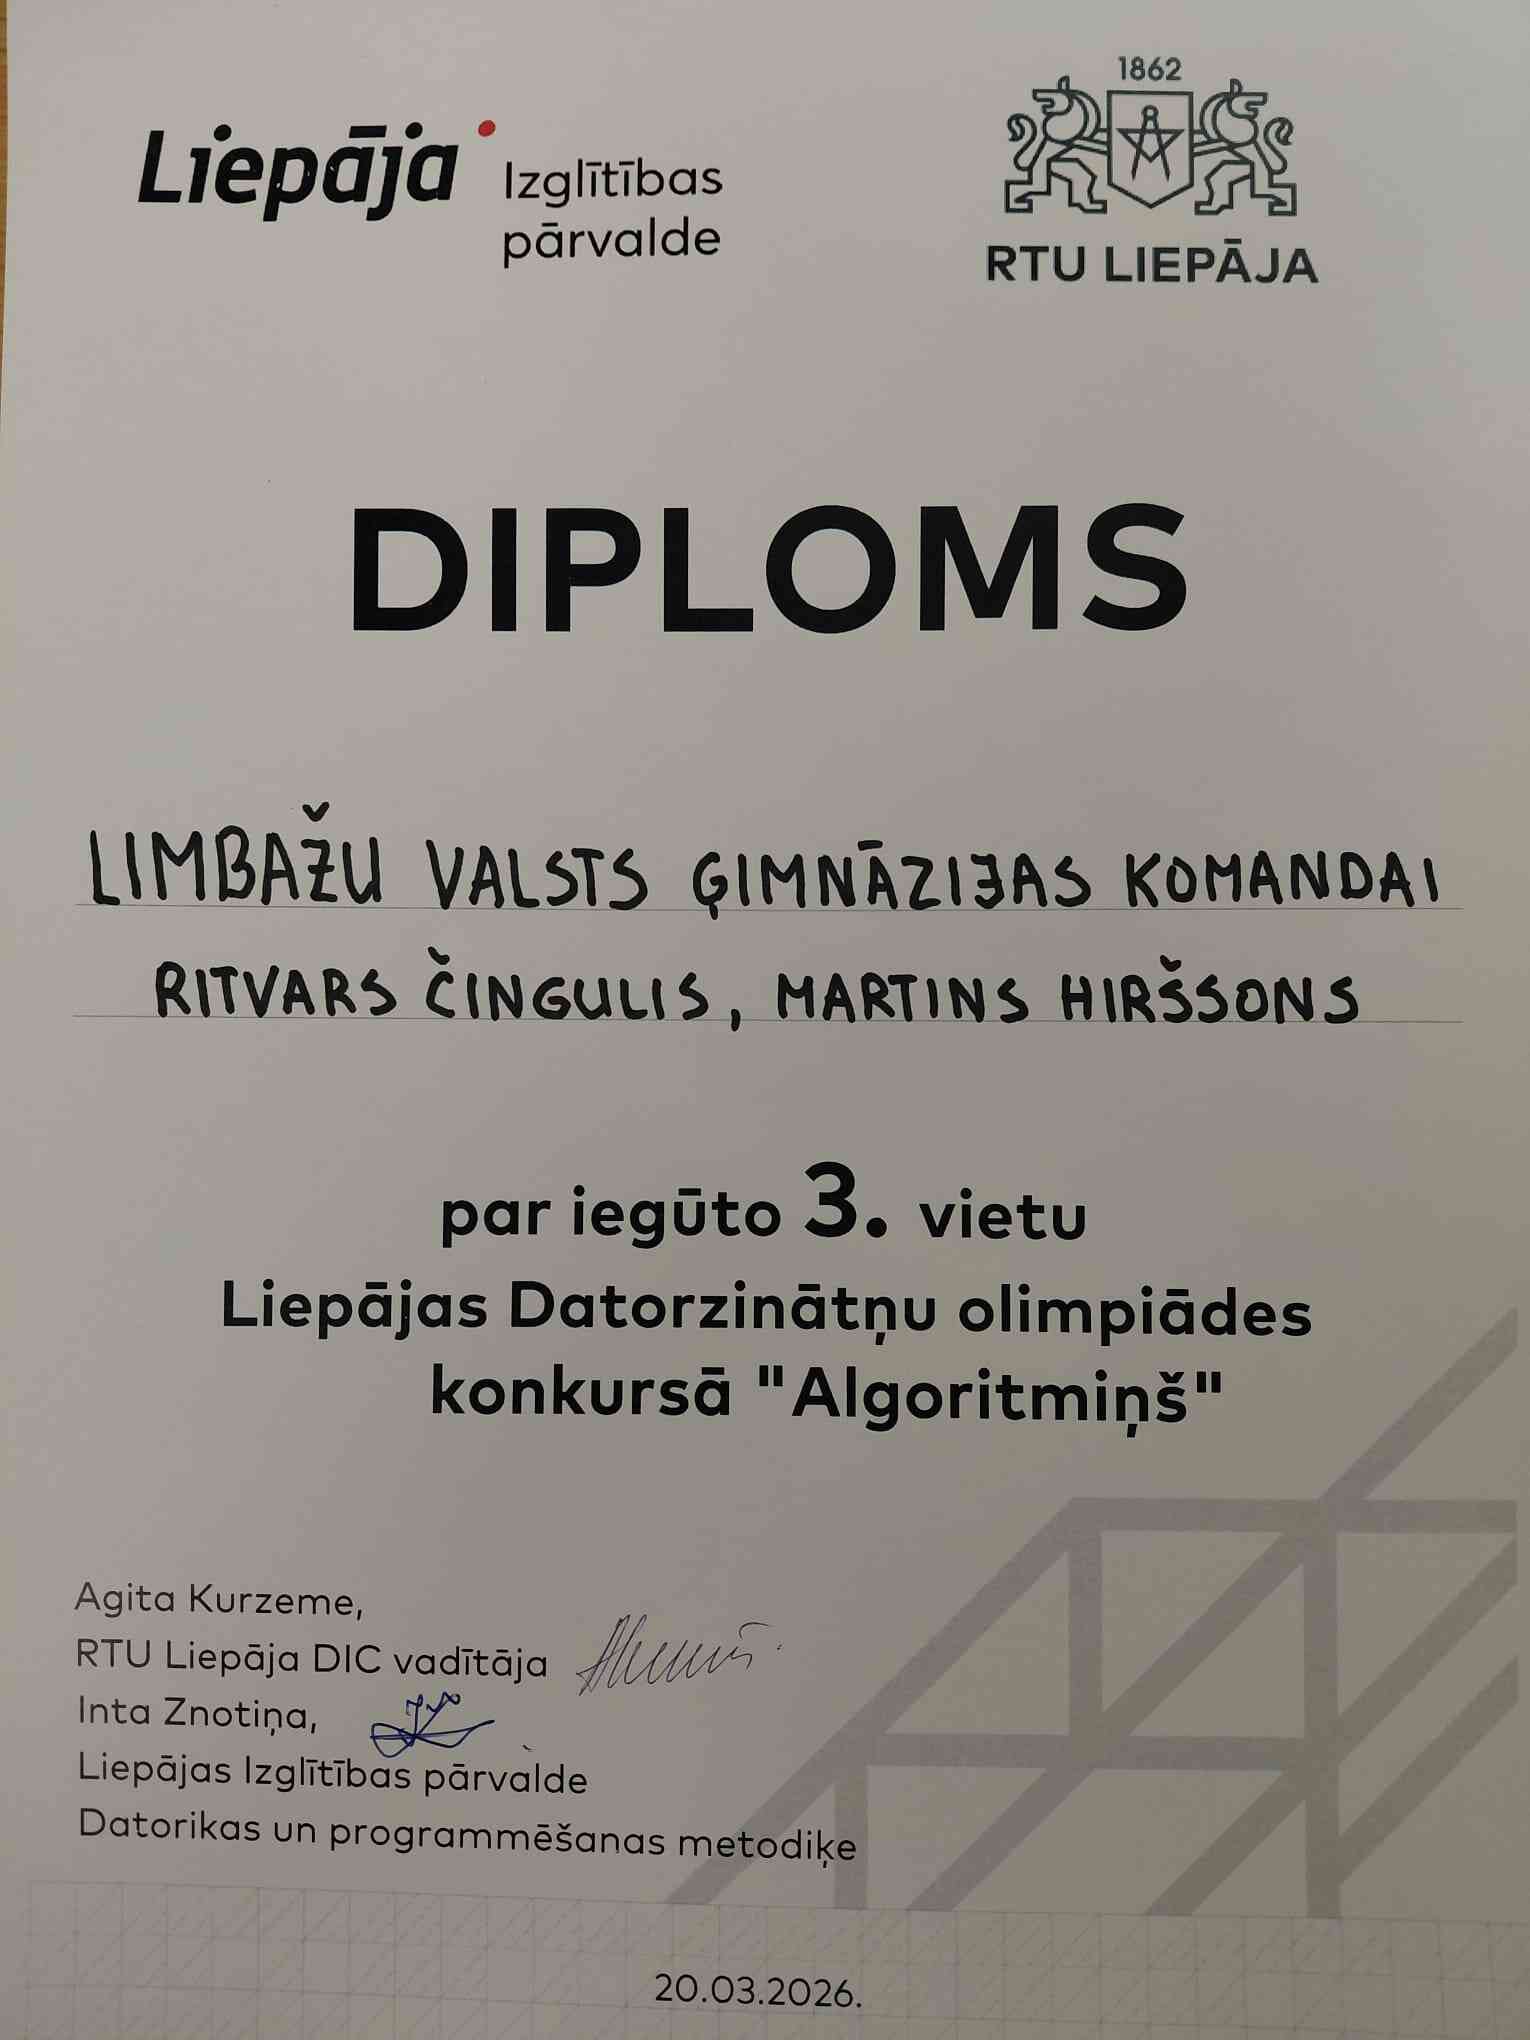 Liepāja
Izglītības
pārvalde
1862
RTU LIEPĀJA
DIPLOMS
LIMBAŽU VALSTS ĢIMNĀZIJAS KOMANDAI
RITVARS ČINGULIS, MARTINS HIRŠSONS
par iegūto 3. vietu
Liepājas Datorzinātņu olimpiādes
konkursā "Algoritmiņš"
Agita Kurzeme,
RTU Liepāja DIC vadītāja
Inta Znotiņa,
Liepājas Izglītības pārvalde
Datorikas un programmēšanas metodiķe
20.03.2026.